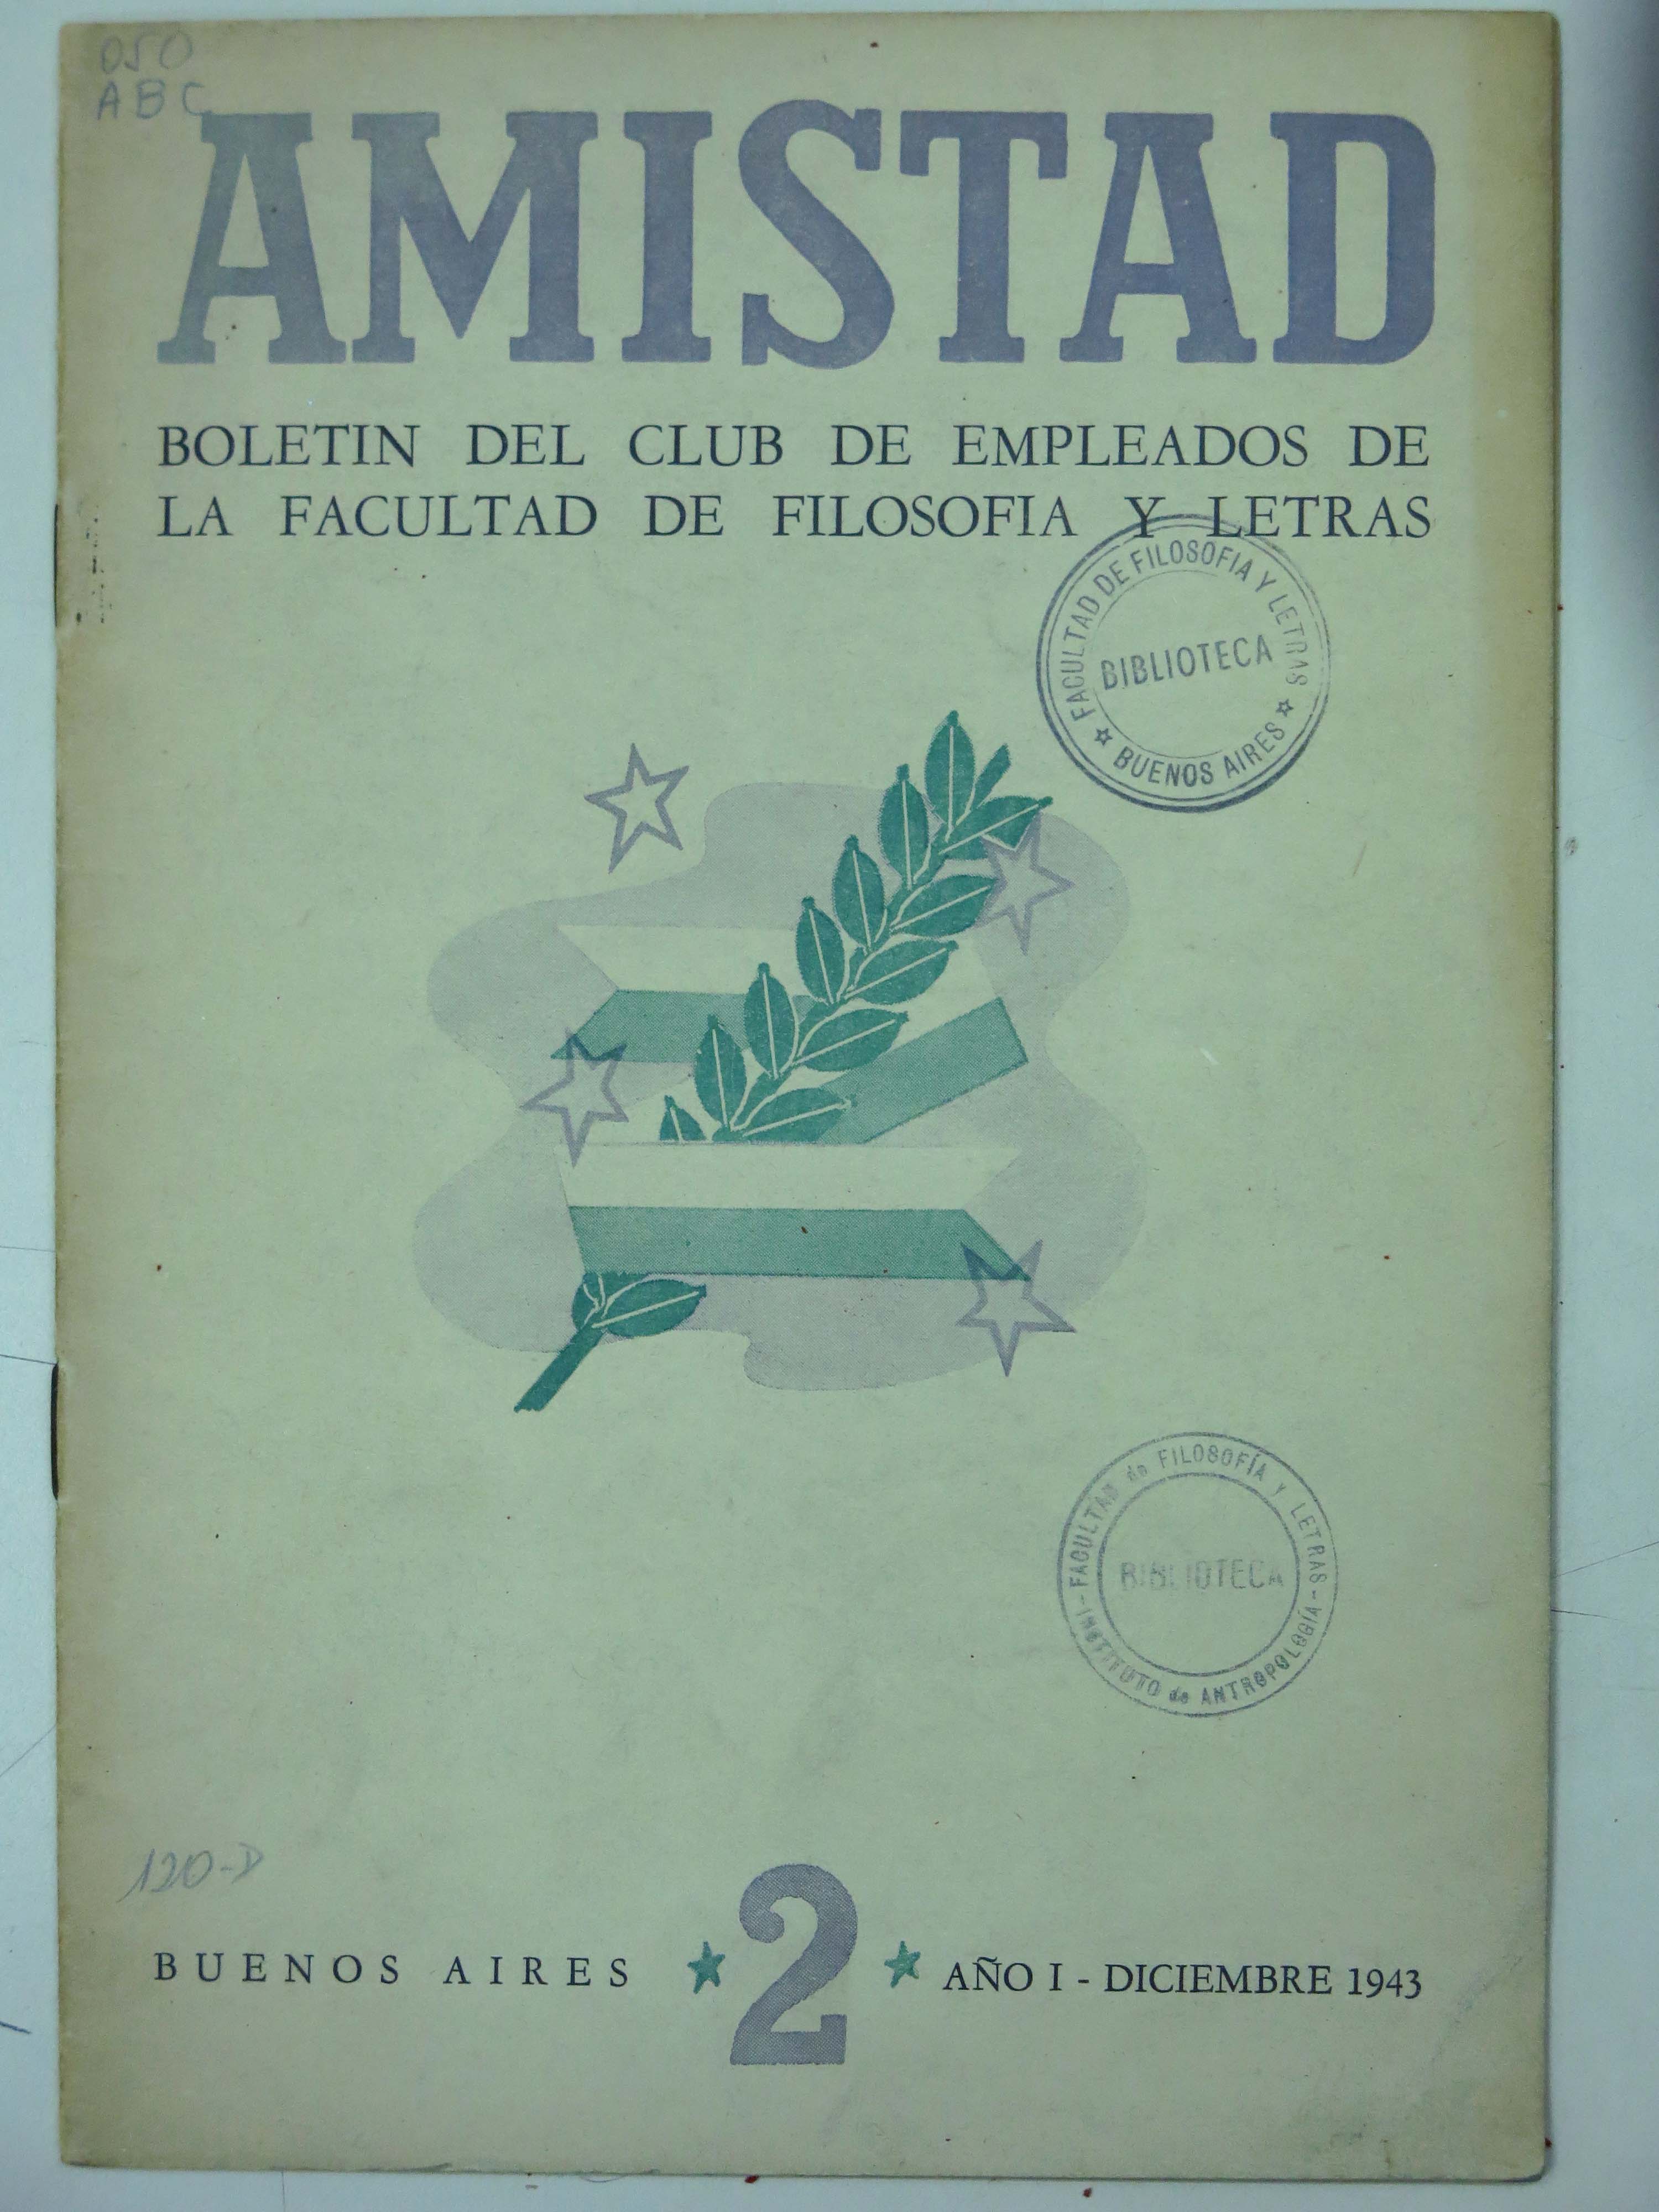 050
ABC
AMISTAD
BOLETIN DEL CLUB DE EMPLEADOS DE
LA FACULTAD DE FILOSOFIA Y LETRAS
FACULTAD DE FILOSOFIA Y LETRAS
BIBLIOTECA
BUENOS AIRES
FACULTAD de FILOSOFÍA y LETRAS -
BIBLIOTECA
INSTITUTO de ANTROPOLOGÍA -
120-D
BUENOS AIRES ★ 2 ★ AÑO I - DICIEMBRE 1943